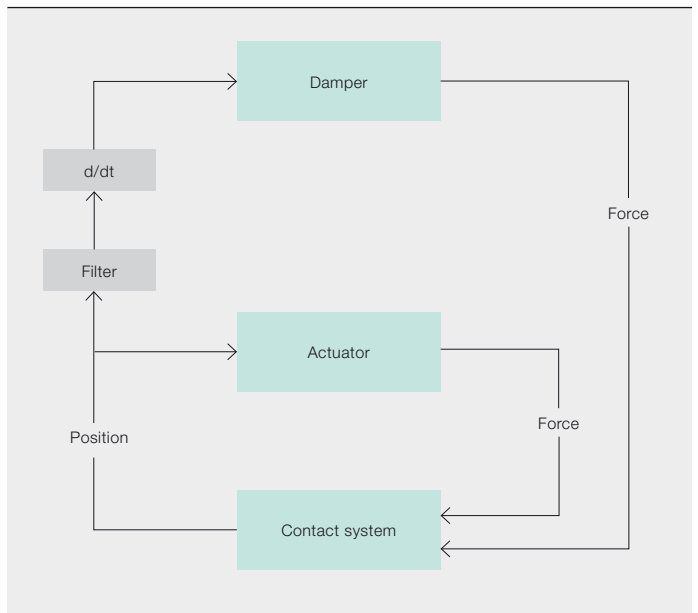 Damper
d/dt
Force
Filter
Actuator
Force
Position
Contact system